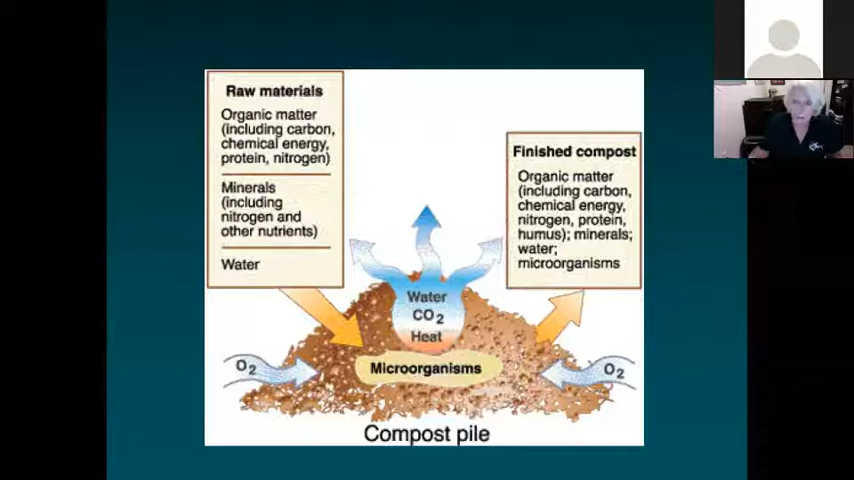 Raw materials
Organic matter
(including carbon,
chemical energy,
protein, nitrogen)
Minerals
(including
nitrogen and
other nutrients)
Water
Finished compost
Organic matter
(including carbon,
chemical energy,
nitrogen, protein,
humus); minerals;
water;
microorganisms
Water
CO2
Heat
O2
Microorganisms
O2
Compost pile